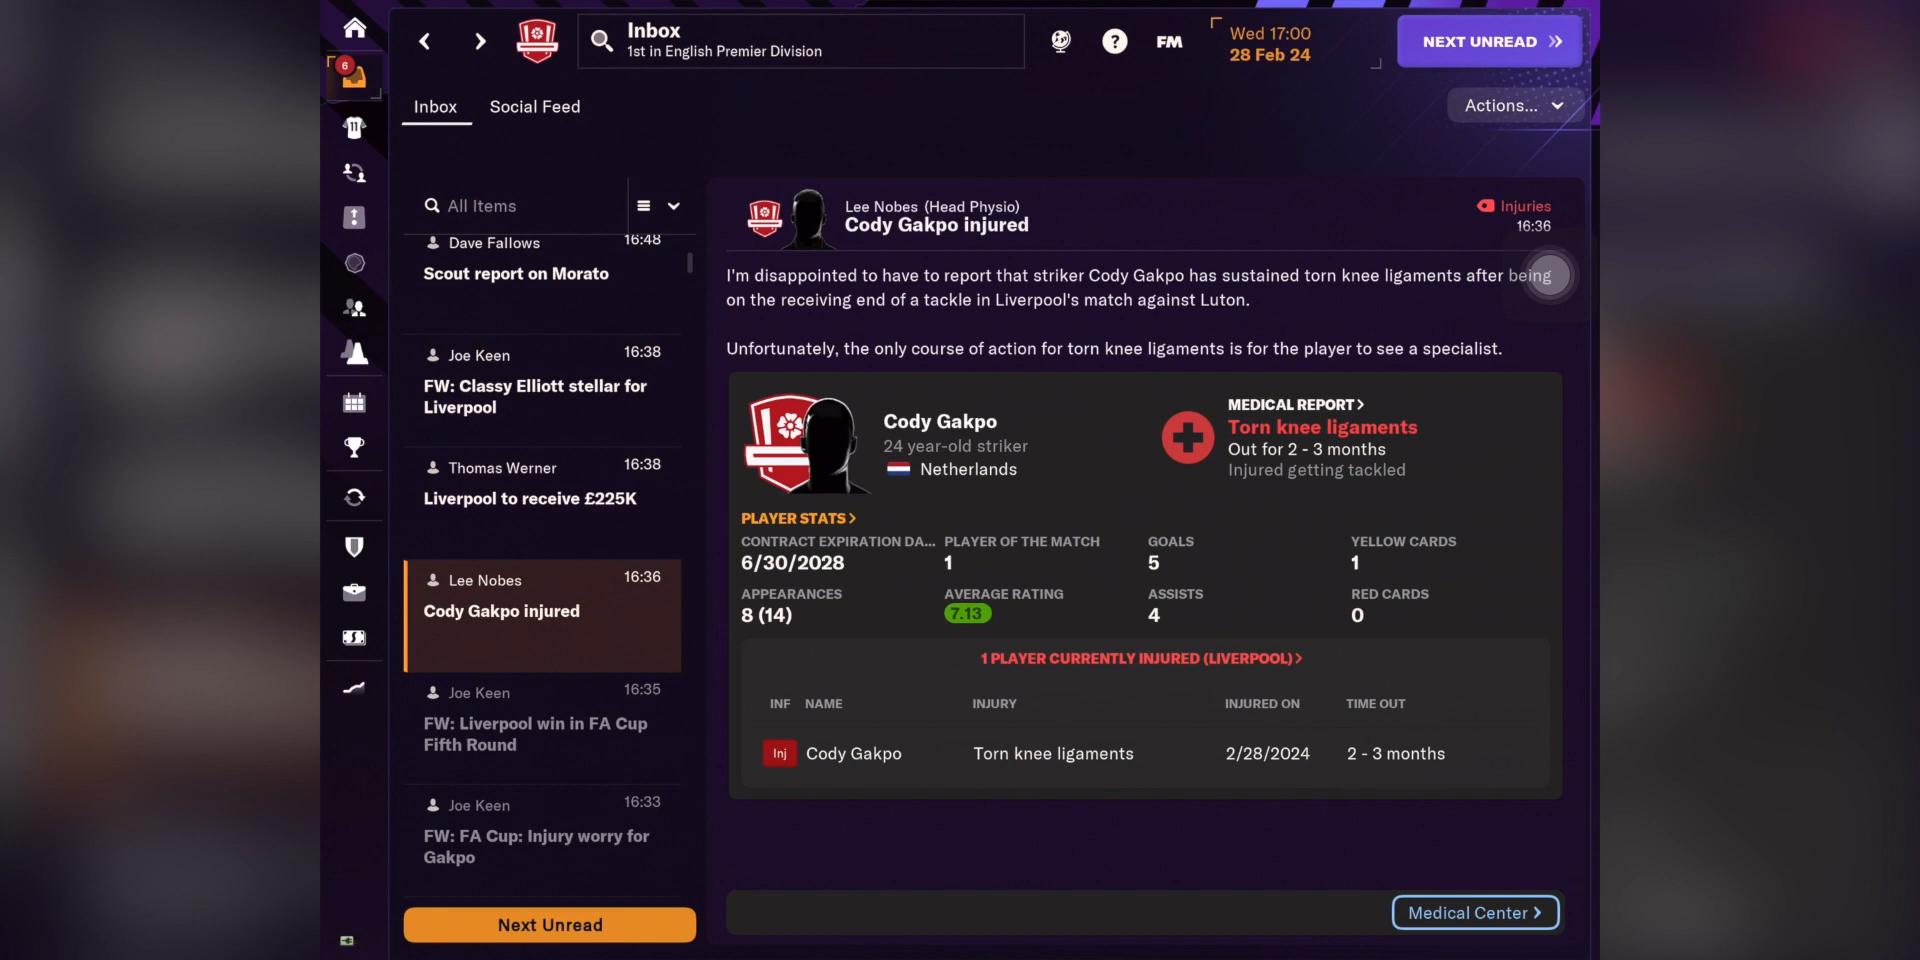 Inbox
1st in English Premier Division
?
FM
Wed 17:00
28 Feb 24
NEXT UNREAD
6
11
Inbox
Social Feed
Actions...
All Items
Dave Fallows
16:48
Scout report on Morato
Joe Keen
16:38
FW: Classy Elliott stellar for
Liverpool
Thomas Werner
16:38
Liverpool to receive £225K
Lee Nobes
16:36
Cody Gakpo injured
Joe Keen
16:35
FW: Liverpool win in FA Cup
Fifth Round
Joe Keen
16:33
FW: FA Cup: Injury worry for
Gakpo
Next Unread
Lee Nobes (Head Physio)
Cody Gakpo injured
Injuries
16:36
I'm disappointed to have to report that striker Cody Gakpo has sustained torn knee ligaments after being
on the receiving end of a tackle in Liverpool's match against Luton.
Unfortunately, the only course of action for torn knee ligaments is for the player to see a specialist.
Cody Gakpo
24 year-old striker
Netherlands
MEDICAL REPORT>
Torn knee ligaments
Out for 2 - 3 months
Injured getting tackled
PLAYER STATS>
CONTRACT EXPIRATION DA... PLAYER OF THE MATCH GOALS YELLOW CARDS
6/30/2028 1 5 1
APPEARANCES AVERAGE RATING ASSISTS RED CARDS
8 (14) 7.13 4 0
1 PLAYER CURRENTLY INJURED (LIVERPOOL)>
INF NAME INJURY INJURED ON TIME OUT
Inj Cody Gakpo Torn knee ligaments 2/28/2024 2 - 3 months
Medical Center >